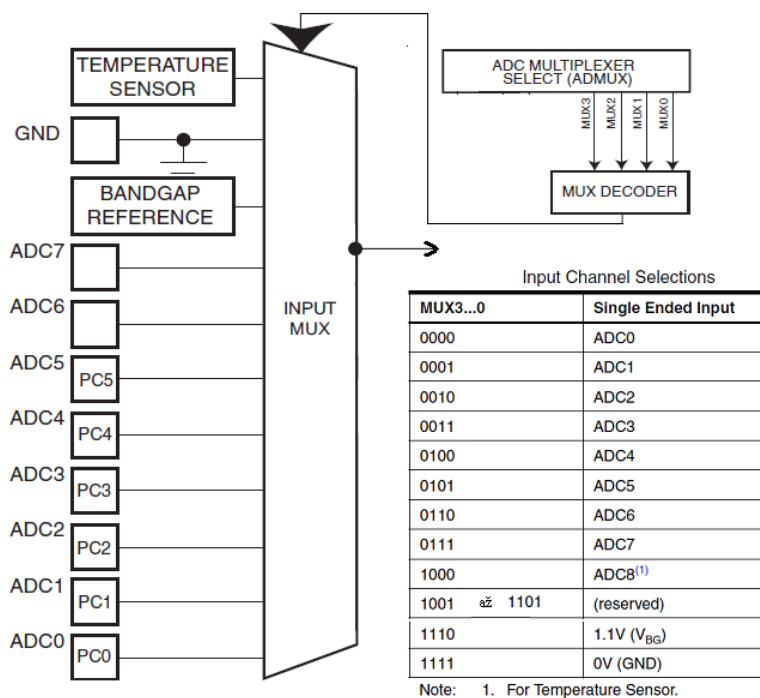 TEMPERATURE
SENSOR
GND
BANDGAP
REFERENCE
ADC7
ADC6
ADC5
PC5
ADC4
PC4
ADC3
PC3
ADC2
PC2
ADC1
PC1
ADC0
PC0
INPUT
MUX
ADC MULTIPLEXER
SELECT (ADMUX)
MUX3
MUX2
MUX1
MUX0
MUX DECODER
Input Channel Selections
MUX3...0 Single Ended Input
0000 ADC0
0001 ADC1
0010 ADC2
0011 ADC3
0100 ADC4
0101 ADC5
0110 ADC6
0111 ADC7
1000 ADC8(1)
1001 až 1101 (reserved)
1110 1.1V (VBG)
1111 0V (GND)
Note: 1. For Temperature Sensor.